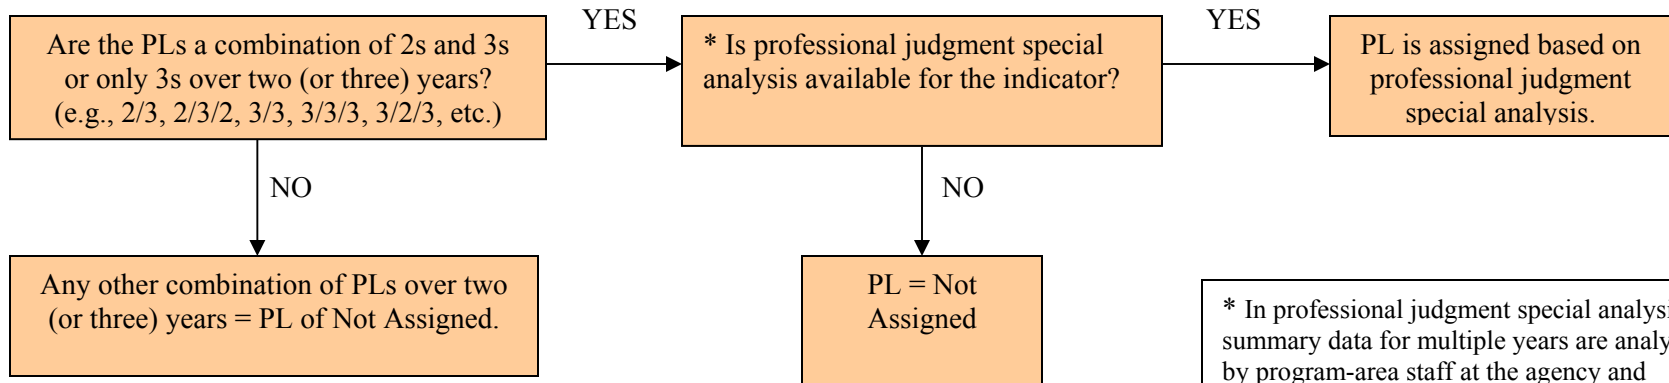 YES
YES
Are the PLs a combination of 2s and 3s
or only 3s over two (or three) years?
(e.g., 2/3, 2/3/2, 3/3, 3/3/3, 3/2/3, etc.)
* Is professional judgment special
analysis available for the indicator?
PL is assigned based on
professional judgment
special analysis.
NO
NO
Any other combination of PLs over two
(or three) years = PL of Not Assigned.
PL = Not
Assigned
* In professional judgment special
summary data for multiple years are
by program-area staff at the agency and